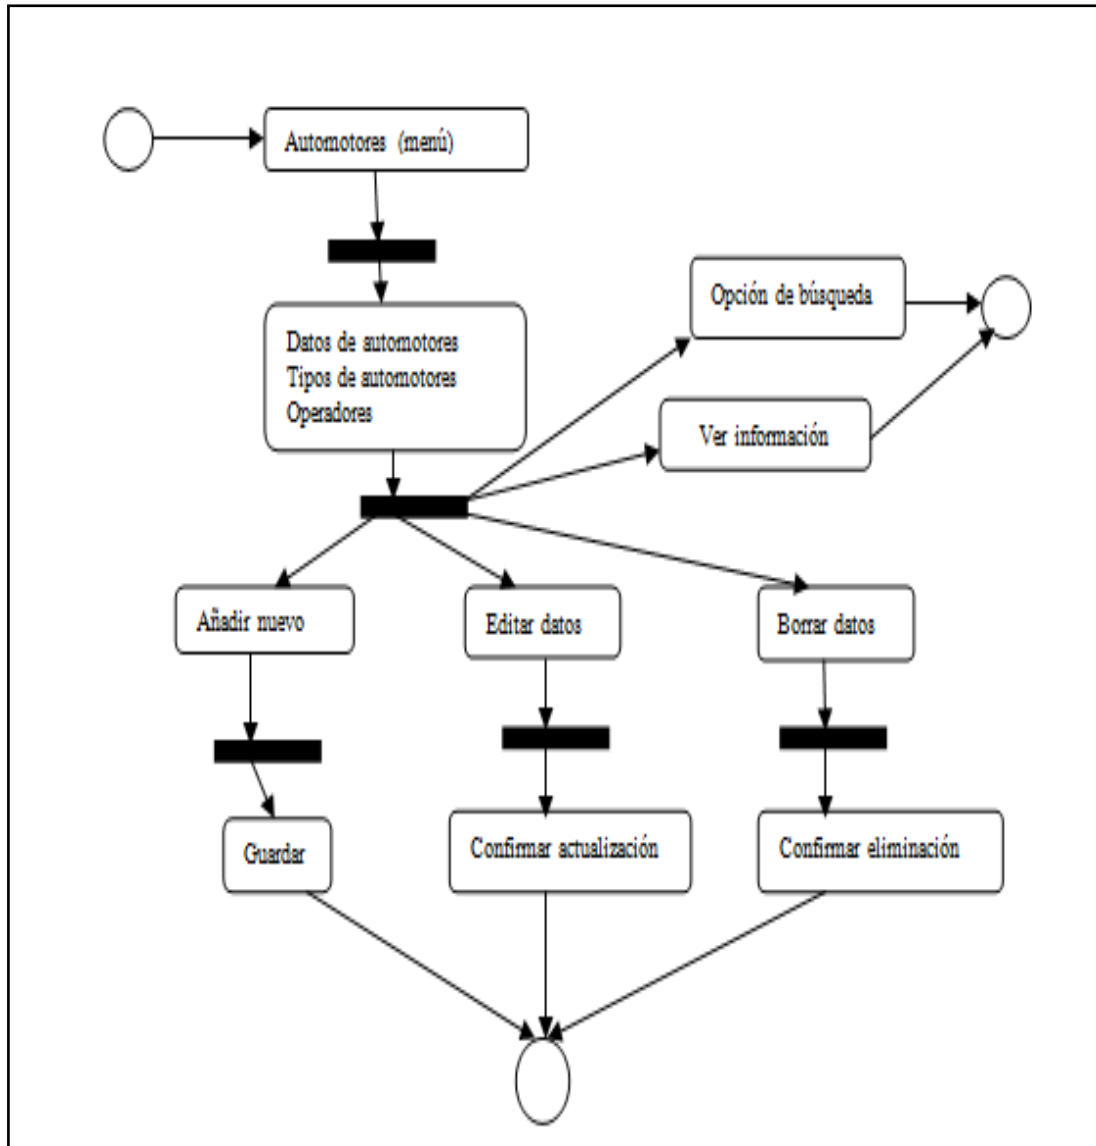 Automotores (menú)
Opción de búsqueda
Datos de automotores
Tipos de automotores
Operadores
Ver información
Añadir nuevo
Editar datos
Borrar datos
Guardar
Confirmar actualización
Confirmar eliminación